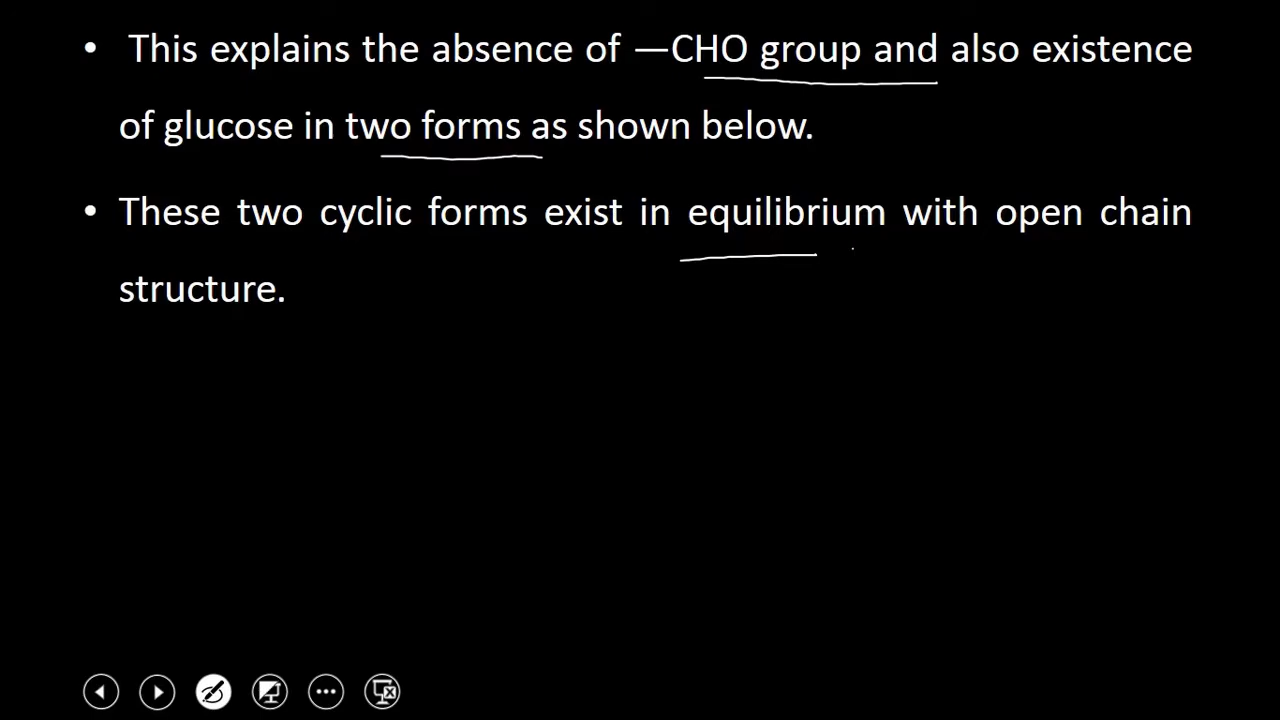 • This explains the absence of —CHO group and also existence
of glucose in two forms as shown below.
• These two cyclic forms exist in equilibrium with open chain
structure.